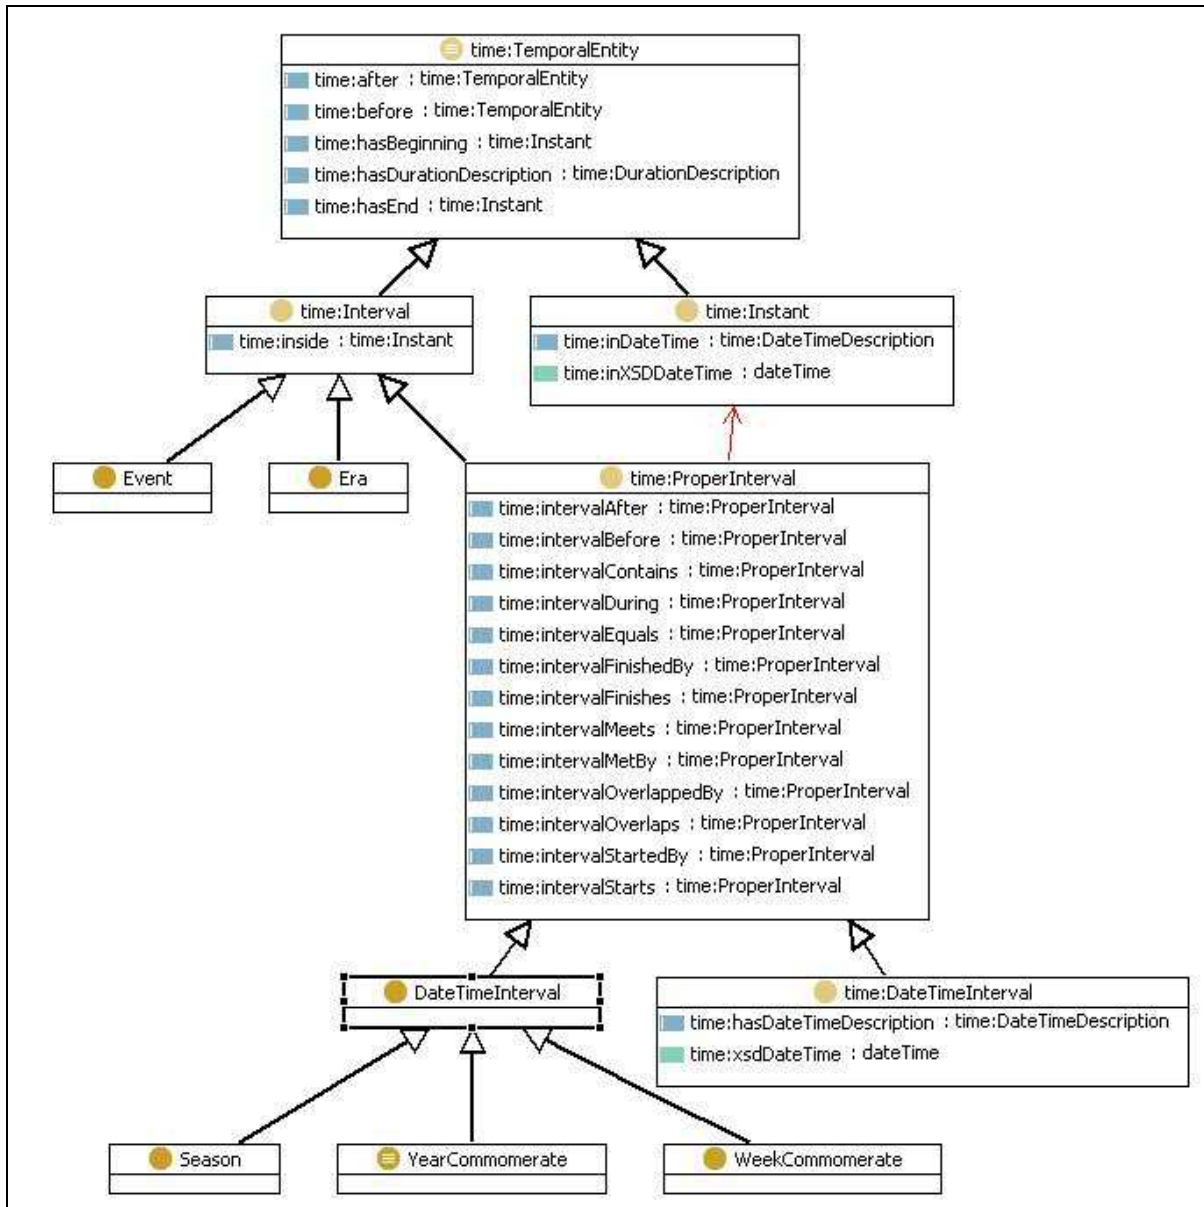 time:TemporalEntity
time:after : time:TemporalEntity
time:before : time:TemporalEntity
time:hasBeginning : time:Instant
time:hasDurationDescription : time:DurationDescription
time:hasEnd : time:Instant
time:Interval
time:inside : time:Instant
time:Instant
time:inDateTime : time:DateTimeDescription
time:inXSDDateTime : dateTime
Event
Era
time:ProperInterval
time:intervalAfter : time:ProperInterval
time:intervalBefore : time:ProperInterval
time:intervalContains : time:ProperInterval
time:intervalDuring : time:ProperInterval
time:intervalEquals : time:ProperInterval
time:intervalFinishedBy : time:ProperInterval
time:intervalFinishes : time:ProperInterval
time:intervalMeets : time:ProperInterval
time:intervalMetBy : time:ProperInterval
time:intervalOverlappedBy : time:ProperInterval
time:intervalOverlaps : time:ProperInterval
time:intervalStartedBy : time:ProperInterval
time:intervalStarts : time:ProperInterval
DateTimeInterval
time:DateTimeInterval
time:hasDateTimeDescription : time:DateTimeDescription
time:xsdDateTime : dateTime
Season
YearCommomerate
WeekCommomerate